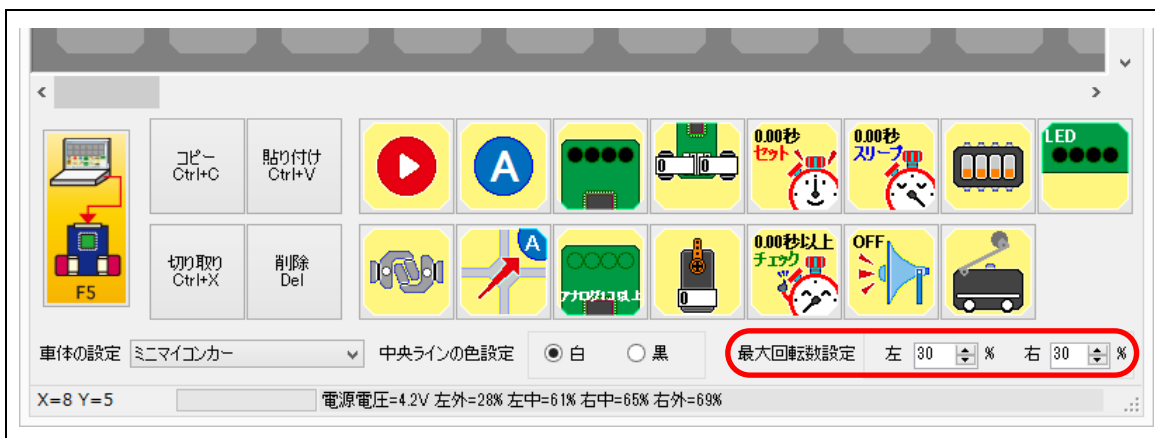 コピー
Ctrl+C
貼り付け
Ctrl+V
A
0.00秒
セット
0.00秒
スリープ
LED
F5
切り取り
Ctrl+X
削除
Del
A
アナログ(1コ以上
0
0.00秒以上
チェック
OFF
車体の設定 ミニマイコンカー 中央ラインの色設定 白 黒 最大回転数設定 左 30 % 右 30 %
X=8 Y=5 電源電圧=4.2V 左外=28% 左中=61% 右中=65% 右外=69%